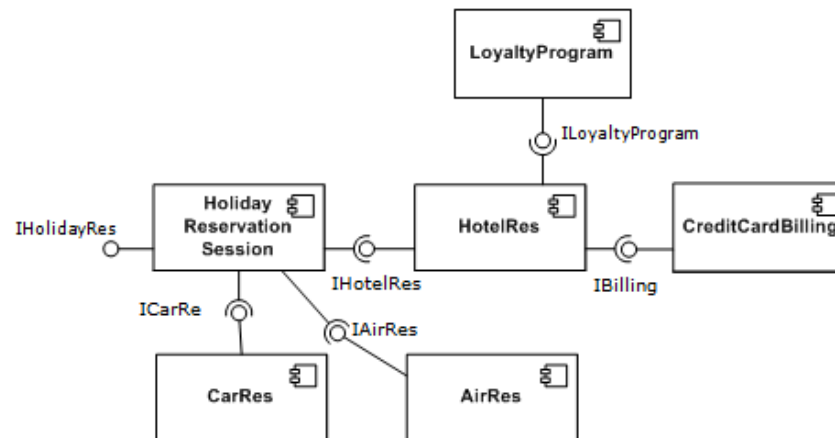 LoyaltyProgram
ILoyaltyProgram
Holiday
Reservation
Session
HotelRes
CreditCardBilling
IHolidayRes
IHotelRes
IBilling
ICarRe
IAirRes
CarRes
AirRes